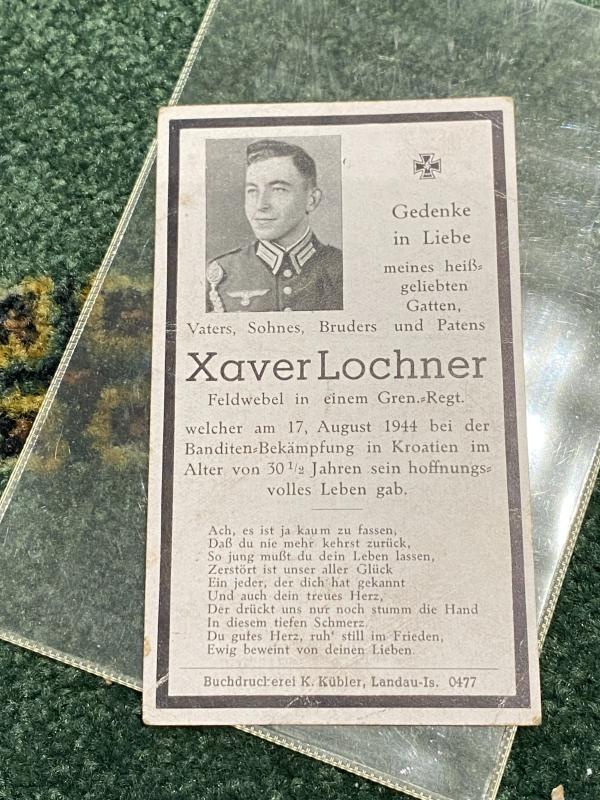 Gedenke
in Liebe
meines heiß=
geliebten
Gatten,
Vaters, Sohnes, Bruders und Patens
Xaver Lochner
Feldwebel in einem Gren.=Regt.
welcher am 17, August 1944 bei der
Banditen=Bekämpfung in Kroatien im
Alter von 30 1/2 Jahren sein hoffnungs=
volles Leben gab.
Ach, es ist ja kaum zu fassen,
Daß du nie mehr kehrst zurück,
So jung mußt du dein Leben lassen,
Zerstört ist unser aller Glück
Ein jeder, der dich hat gekannt
Und auch dein treues Herz,
Der drückt uns nur noch stumm die Hand
In diesem tiefen Schmerz.
Du gutes Herz, ruh' still im Frieden,
Ewig beweint von deinen Lieben.
Buchdruckerei K. Kübler, Landau-Is. 0477